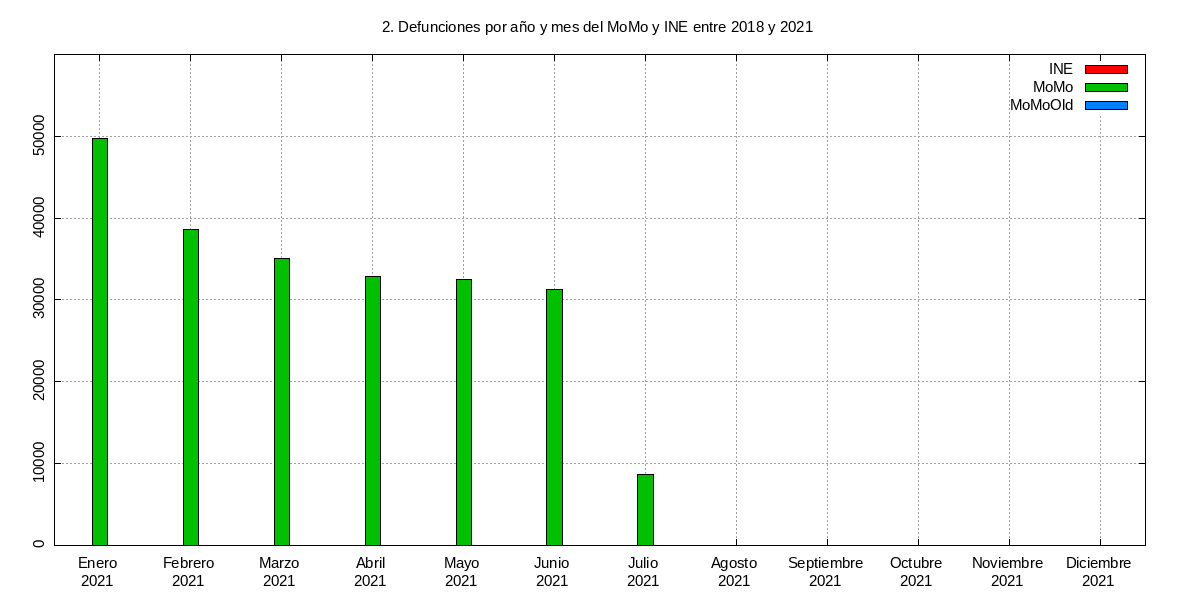 2. Defunciones por año y mes del MoMo y INE entre 2018 y 2021
INE
MoMo
MoMoOld
50000
40000
30000
20000
10000
0
Enero Febrero Marzo Abril Mayo Junio Julio Agosto Septiembre Octubre Noviembre Diciembre
2021 2021 2021 2021 2021 2021 2021 2021 2021 2021 2021 2021